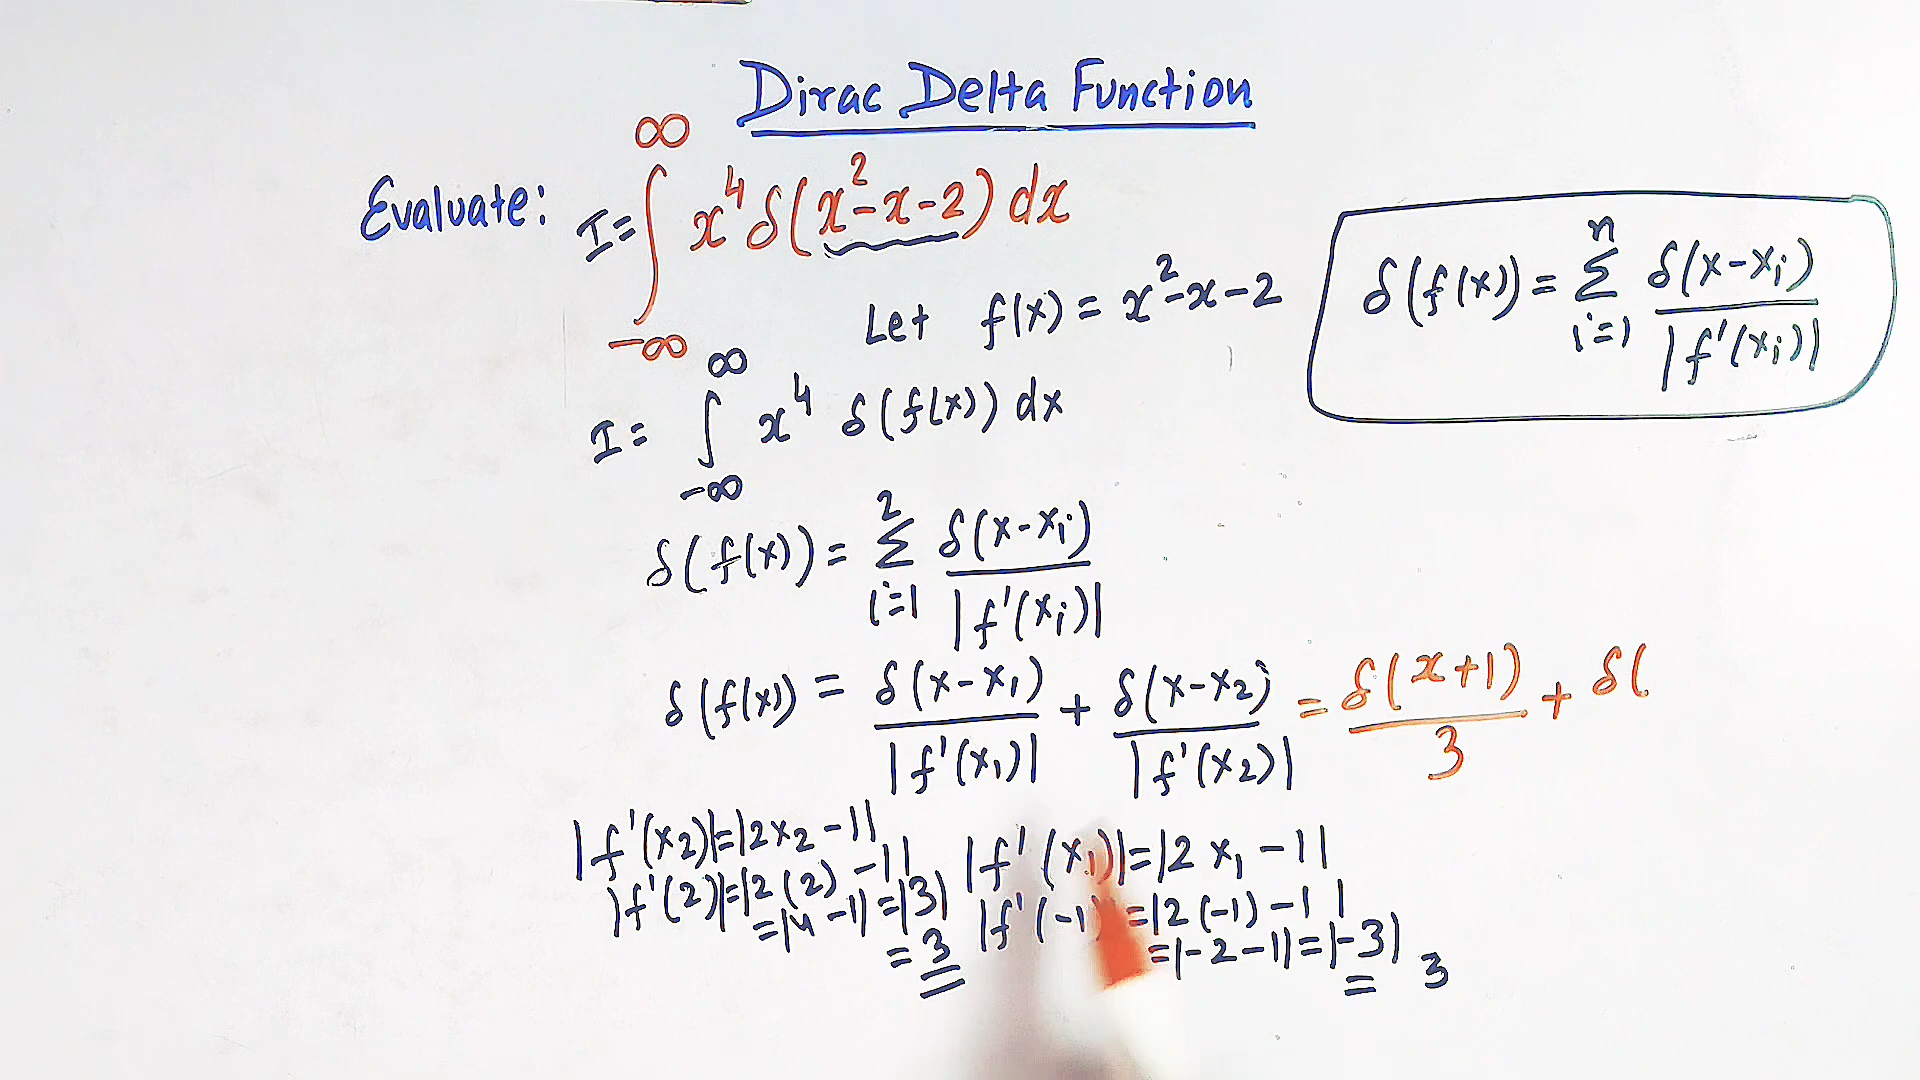 Dirac Delta Function
Evaluate: I = ∫_{-∞}^{∞} x⁴ δ(x²-x-2) dx
Let f(x) = x²-x-2
δ(f(x)) = Σ_{i=1}^{n} δ(x-xᵢ) / |f'(xᵢ)|
I = ∫_{-∞}^{∞} x⁴ δ(f(x)) dx
δ(f(x)) = Σ_{i=1}^{2} δ(x-xᵢ) / |f'(xᵢ)|
δ(f(x)) = δ(x-x₁) / |f'(x₁)| + δ(x-x₂) / |f'(x₂)| = δ(x+1) / 3 + δ(
|f'(x₂)| = |2x₂ -1|
|f'(2)| = |2(2) -1|
= |4-1| = |3|
= 3
|f'(x₁)| = |2x₁ -1|
|f'(-1) = |2(-1) -1|
= |-2-1| = |-3|
= 3